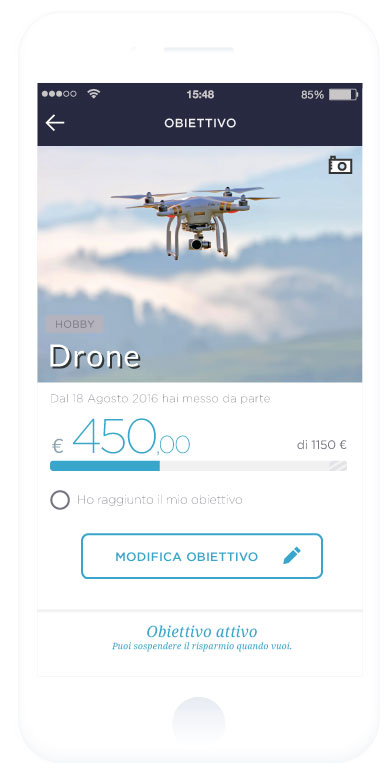 15:48
85%
OBIETTIVO
HOBBY
Drone
Dal 18 Agosto 2016 hai messo da parte
€ 450,00
di 1150 €
Ho raggiunto il mio obiettivo
MODIFICA OBIETTIVO
Obiettivo attivo
Puoi sospendere il risparmio quando vuoi.